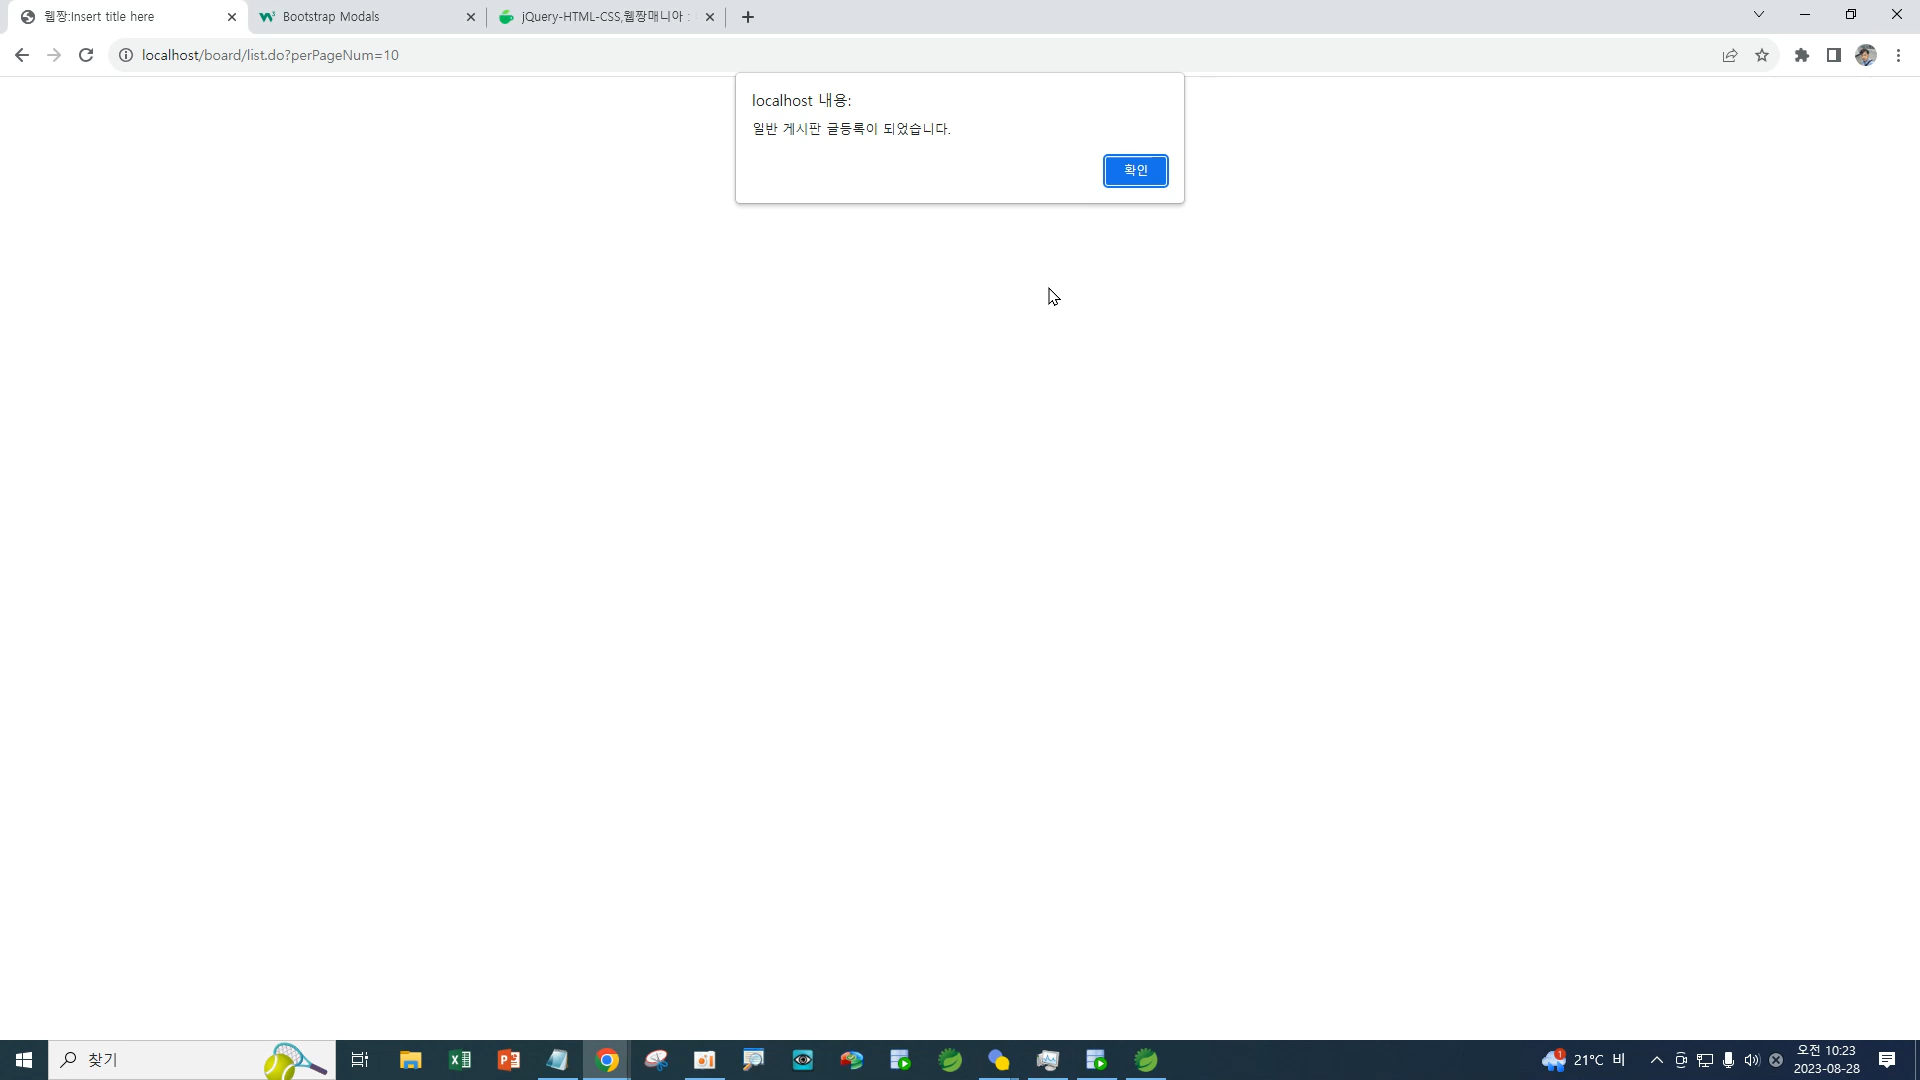 웹짱:Insert title here
Bootstrap Modals
jQuery-HTML-CSS,웹짱매니아 :
localhost/board/list.do?perPageNum=10
localhost 내용:
일반 게시판 글등록이 되었습니다.
확인
찾기
1
21°C 비
오전 10:23
2023-08-28